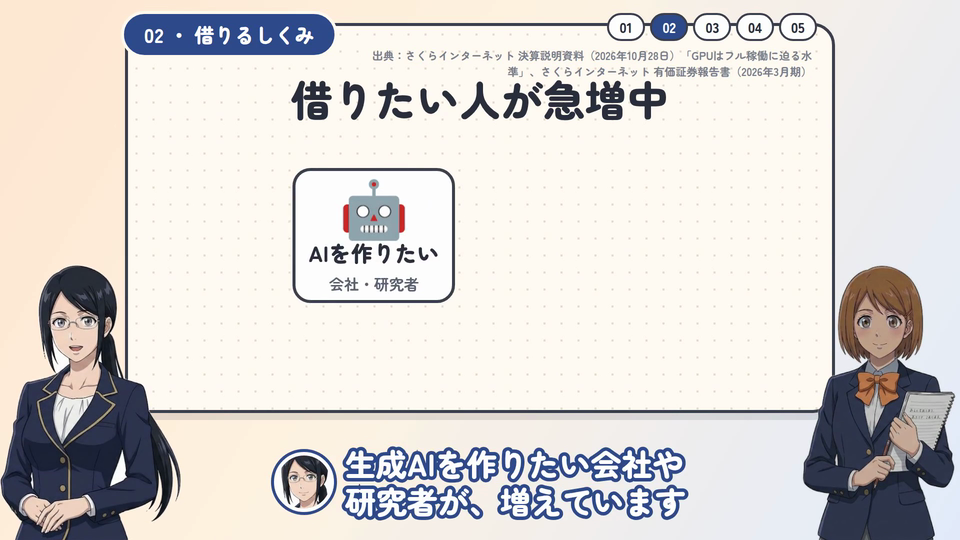 02 ・ 借りるしくみ
01 02 03 04 05
出典：さくらインターネット 決算説明資料（2026年10月28日）「GPUはフル稼働に迫る水
準」、さくらインターネット 有価証券報告書（2026年3月期）
借りたい人が急増中
AIを作りたい
会社・研究者
生成AIを作りたい会社や
研究者が、増えています